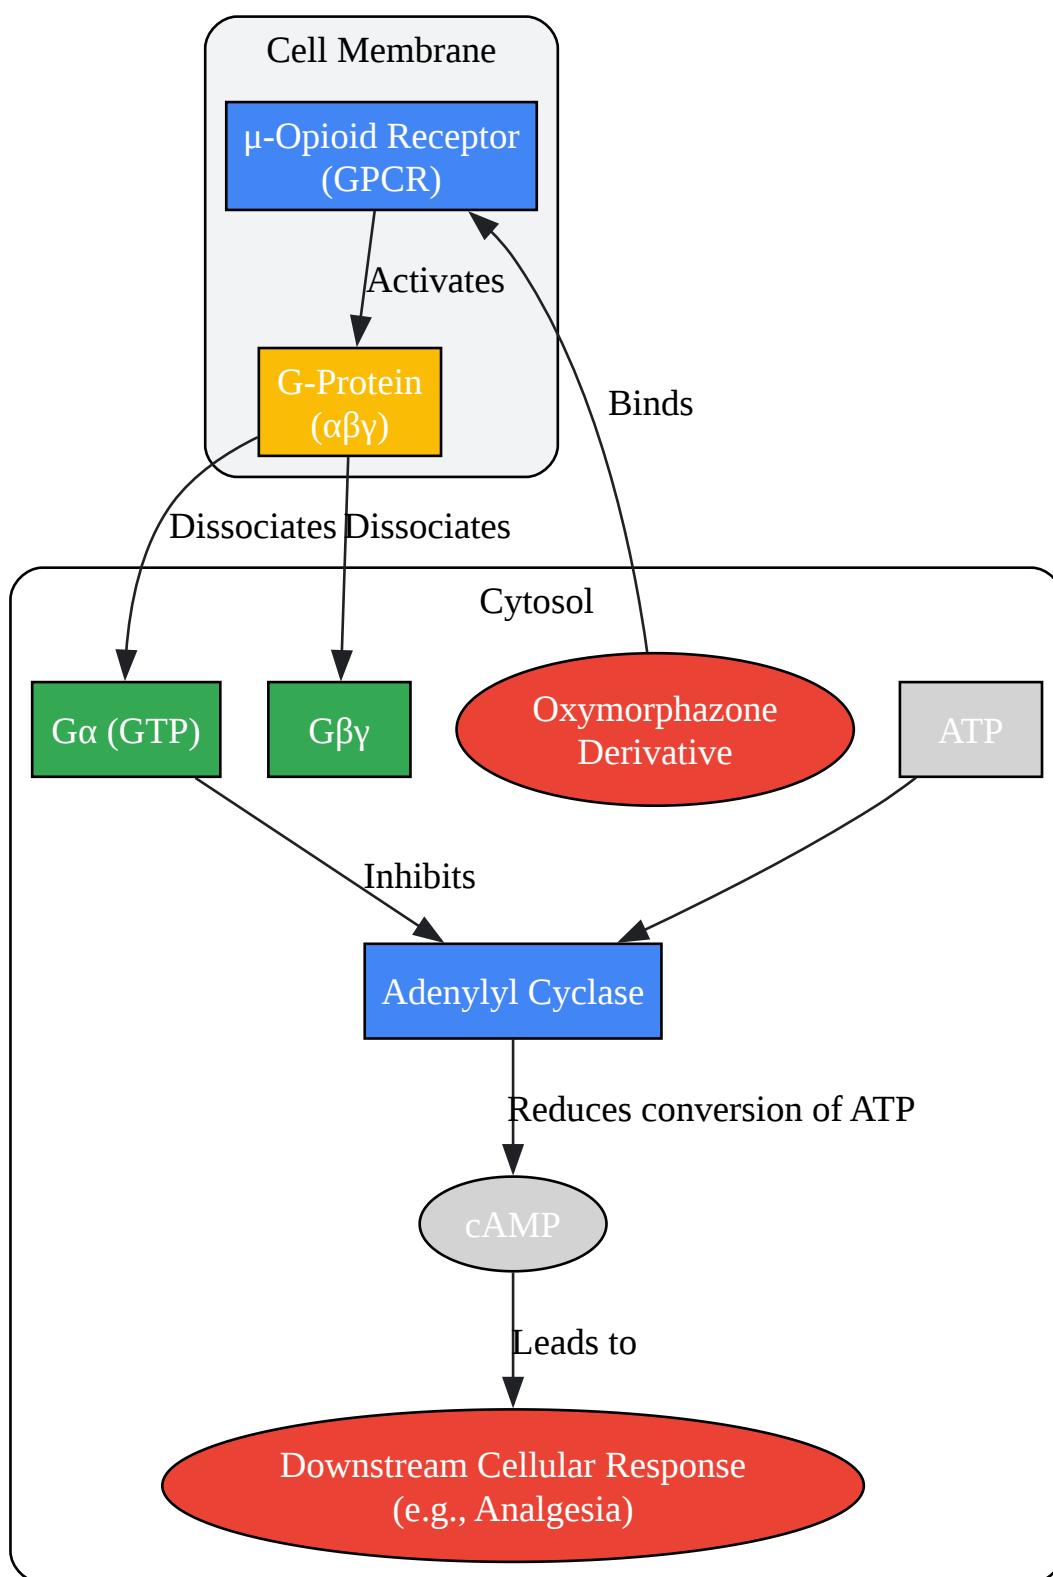 Cell Membrane
μ-Opioid Receptor
(GPCR)
Activates
G-Protein
(αβγ)
Binds
Dissociates
Dissociates
Cytosol
Gα (GTP)
Gβγ
Oxymorphazone
Derivative
ATP
Inhibits
Adenylyl Cyclase
Reduces conversion of ATP
cAMP
Leads to
Downstream Cellular Response
(e.g., Analgesia)